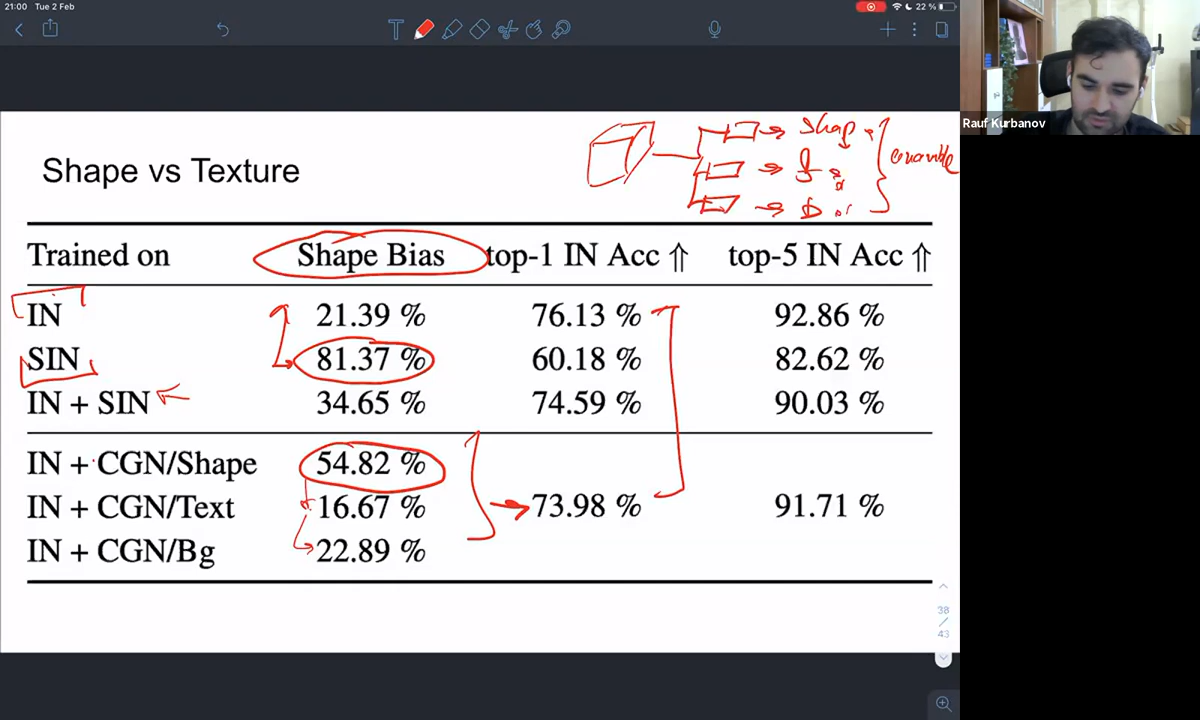 21:00 Tue 2 Feb
22 %
Rauf Kurbanov
shape
Shape vs Texture
Trained on Shape Bias top-1 IN Acc ⇑ top-5 IN Acc ⇑
IN 21.39 % 76.13 % 92.86 %
SIN 81.37 % 60.18 % 82.62 %
IN + SIN 34.65 % 74.59 % 90.03 %
IN + CGN/Shape 54.82 %
IN + CGN/Text 16.67 % 73.98 % 91.71 %
IN + CGN/Bg 22.89 %
38
/
43